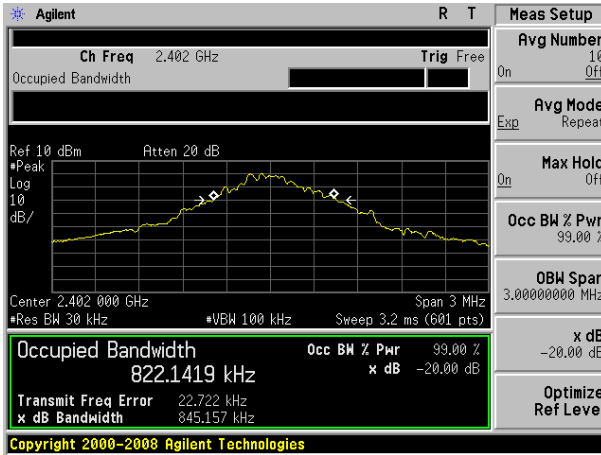 Agilent R T Meas Setup
Ch Freq 2.402 GHz Trig Free
Occupied Bandwidth
Avg Number
10
On Off
Avg Mode
Exp Repeat
Ref 10 dBm Atten 20 dB
#Peak
Log
10
dB/
Max Hold
On Off
Occ BW % Pwr
99.00 %
OBW Span
3.00000000 MHz
Center 2.402 000 GHz Span 3 MHz
#Res BW 30 kHz #VBW 100 kHz Sweep 3.2 ms (601 pts)
x dB
-20.00 dB
Optimize
Ref Level
Occupied Bandwidth Occ BW % Pwr 99.00 %
822.1419 kHz x dB -20.00 dB
Transmit Freq Error 22.722 kHz
x dB Bandwidth 845.157 kHz
Copyright 2000-2008 Agilent Technologies